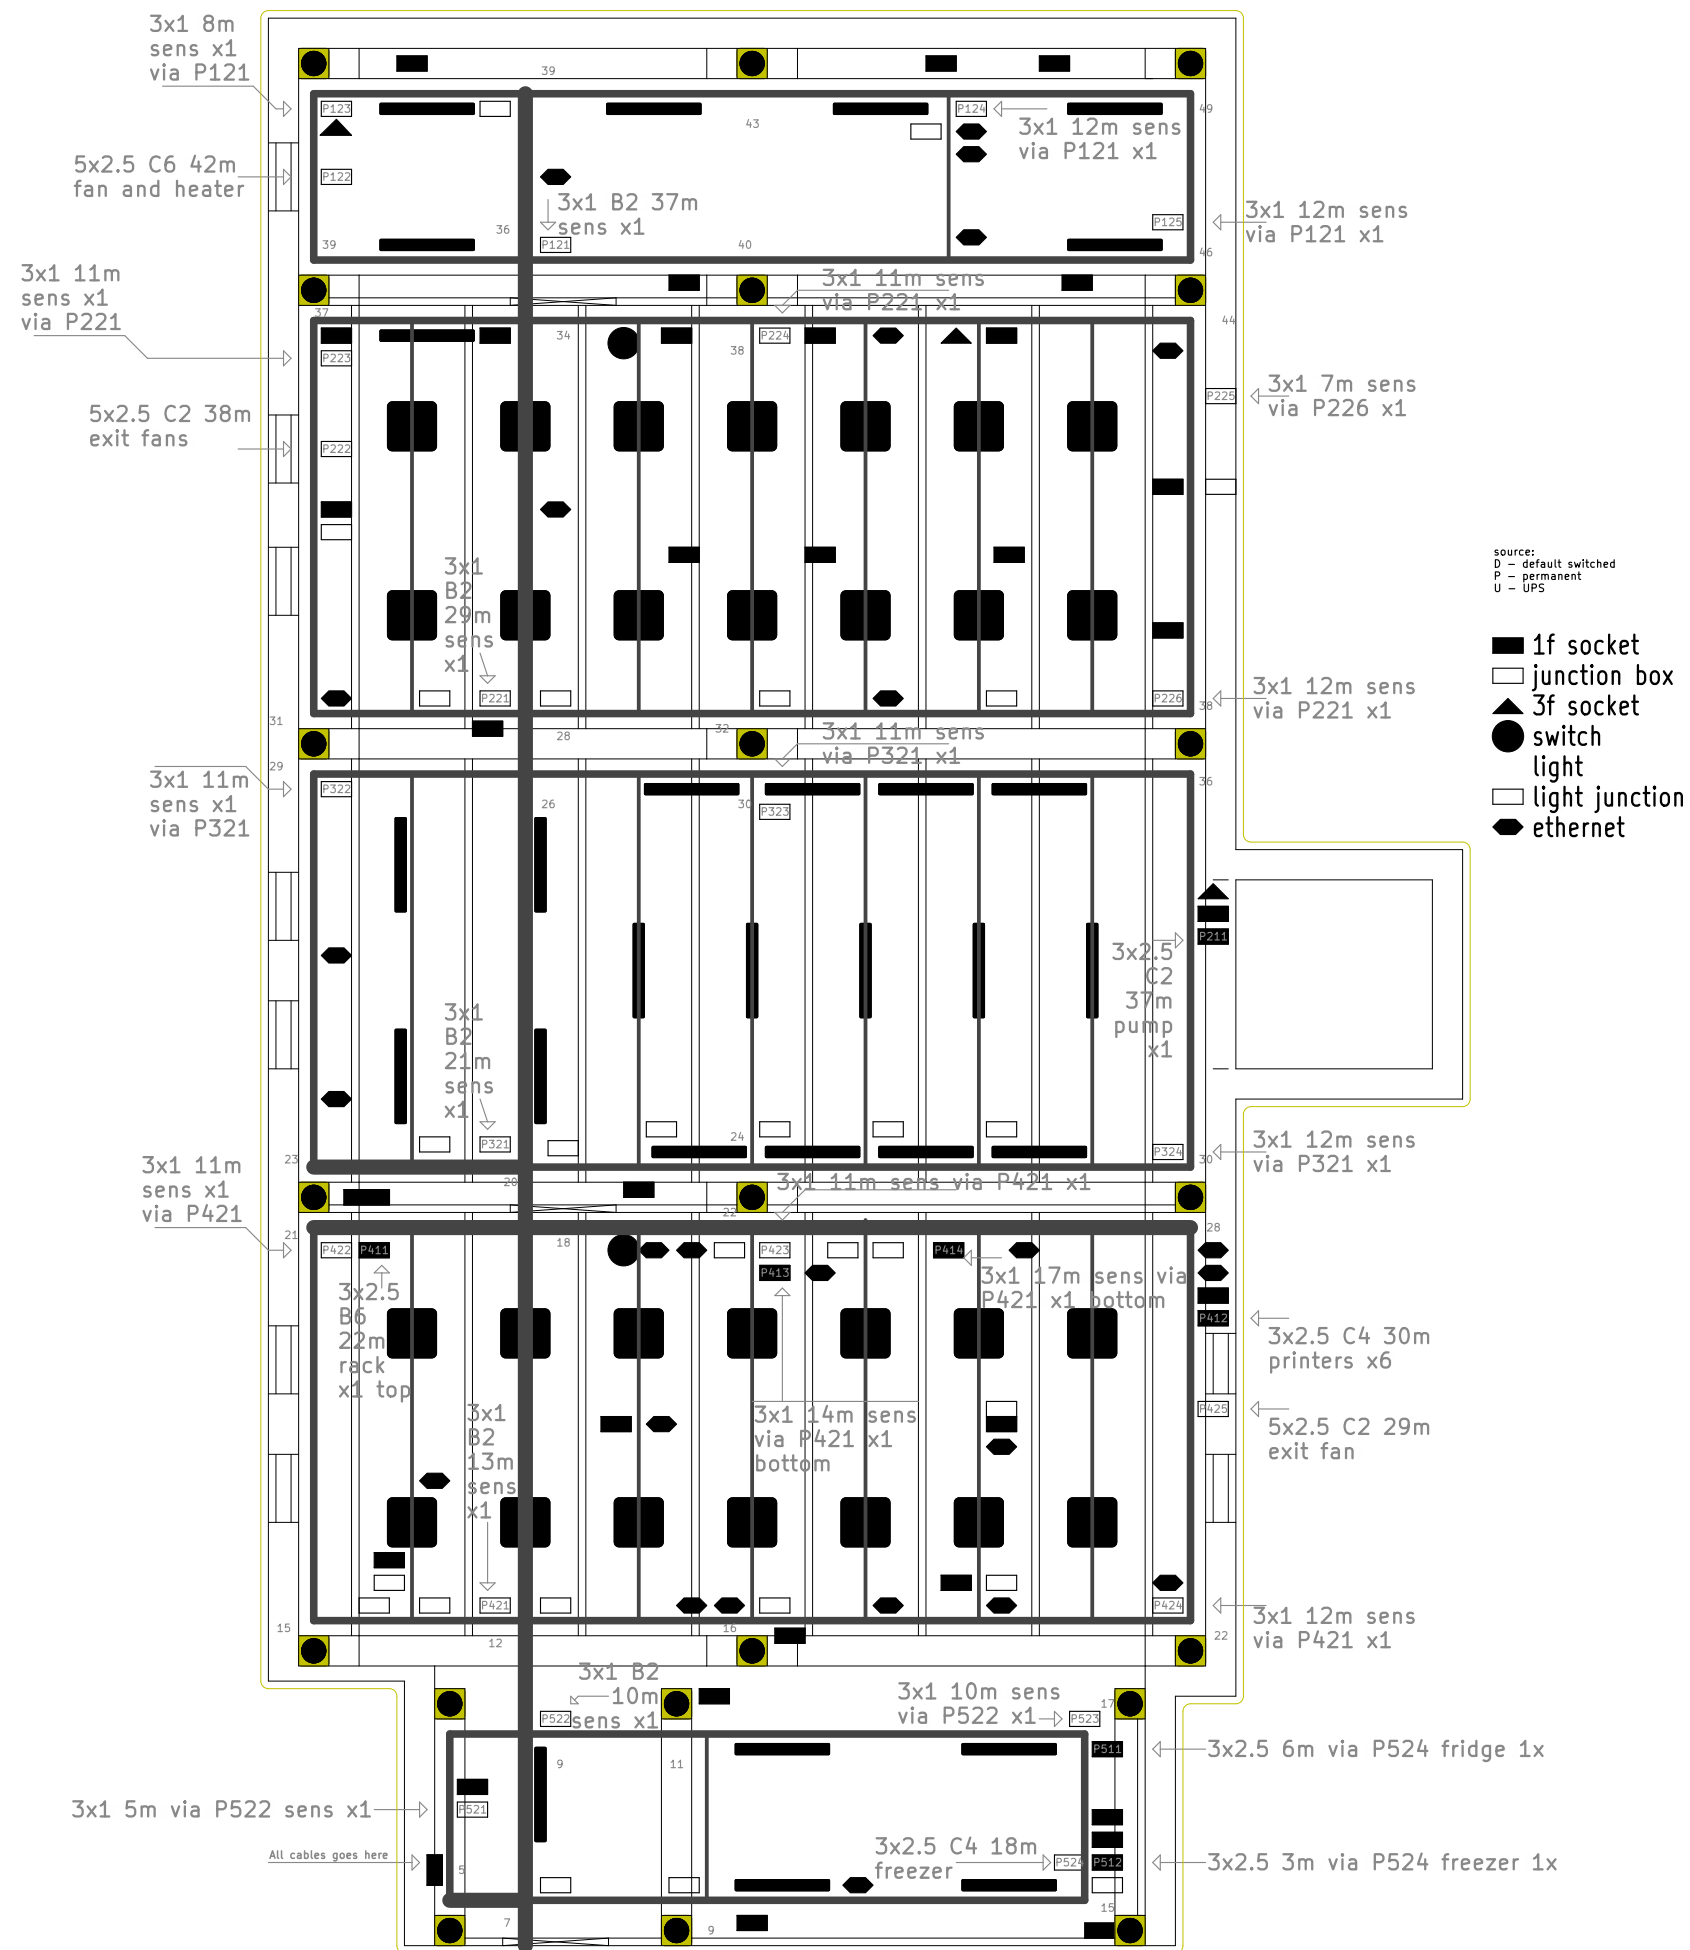 3x1 8m
sens x1
via P121
39
P123
43
P124
49
3x1 12m sens
via P121 x1
5x2.5 C6 42m
fan and heater
P122
3x1 B2 37m
sens x1
36
P121
39
40
P125
46
3x1 12m sens
via P121 x1
3x1 11m
sens x1
via P221
3x1 11m sens
via P221 x1
37
34
38
44
P223
P224
5x2.5 C2 38m
exit fans
P222
P225
3x1 7m sens
via P226 x1
source:
D – default switched
P – permanent
U – UPS
1f socket
junction box
3f socket
switch
light
light junction
ethernet
3x1
B2
29m
sens
x1
P221
P226
38
3x1 12m sens
via P221 x1
31
28
32
3x1 11m sens
via P321 x1
29
36
3x1 11m
sens x1
via P321
P322
26
30
P323
P211
3x2.5
C2
37m
pump
x1
3x1
B2
21m
sens
x1
P321
24
P324
30
3x1 12m sens
via P321 x1
23
20
3x1 11m
sens x1
via P421
3x1 11m sens via P421 x1
22
21
28
P422
P411
18
P423
P413
P414
3x1 17m sens via
P421 x1 bottom
3x2.5
B6
22m
rack
x1 top
P412
3x2.5 C4 30m
printers x6
P425
5x2.5 C2 29m
exit fan
3x1
B2
13m
sens
x1
3x1 14m sens
via P421 x1
bottom
P421
P424
3x1 12m sens
via P421 x1
15
12
16
22
3x1 B2
10m
sens x1
P522
3x1 10m sens
via P522 x1
17
P523
P511
3x2.5 6m via P524 fridge 1x
9
11
3x1 5m via P522 sens x1
P521
All cables goes here
5
3x2.5 C4 18m
freezer
P524
P512
3x2.5 3m via P524 freezer 1x
15
7
9